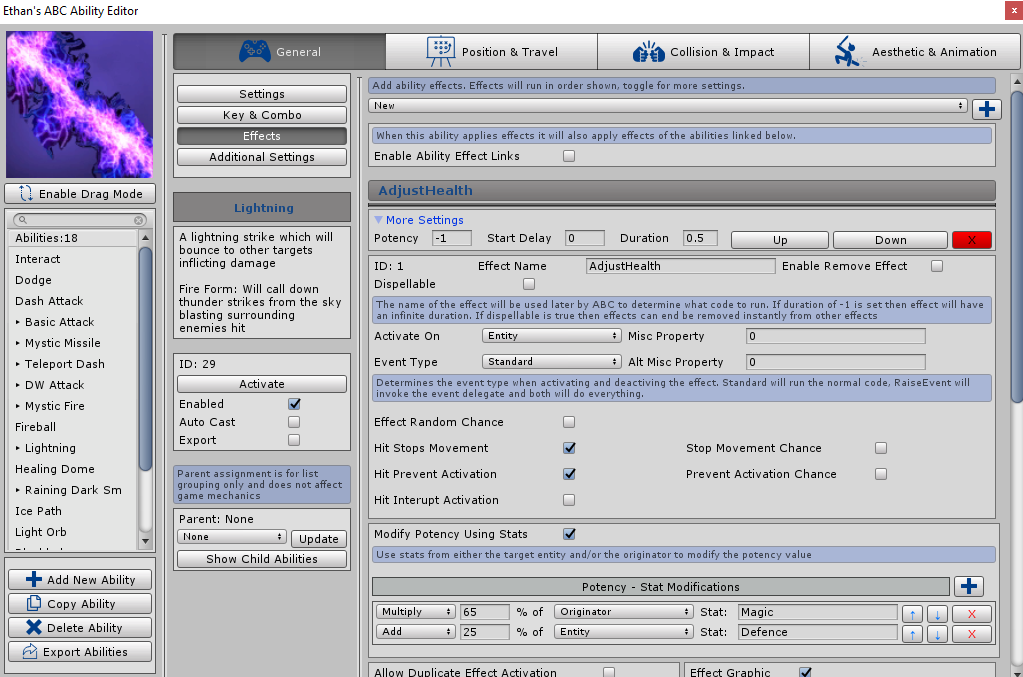 Ethan's ABC Ability Editor
x
General
Position & Travel
Collision & Impact
Aesthetic & Animation
Enable Drag Mode
Abilities:18
Interact
Dodge
Dash Attack
Basic Attack
Mystic Missile
Teleport Dash
DW Attack
Mystic Fire
Fireball
Lightning
Healing Dome
Raining Dark Sm
Ice Path
Light Orb
Add New Ability
Copy Ability
Delete Ability
Export Abilities
Settings
Key & Combo
Effects
Additional Settings
Lightning
A lightning strike which will
bounce to other targets
inflicting damage
Fire Form: Will call down
thunder strikes from the sky
blasting surrounding
enemies hit
ID: 29
Activate
Enabled
Auto Cast
Export
Parent assignment is for list
grouping only and does not affect
game mechanics
Parent: None
None Update
Show Child Abilities
Add ability effects. Effects will run in order shown, toggle for more settings.
New
When this ability applies effects it will also apply effects of the abilities linked below.
Enable Ability Effect Links
AdjustHealth
More Settings
Potency -1 Start Delay 0 Duration 0.5 Up Down X
ID: 1 Effect Name AdjustHealth Enable Remove Effect
Dispellable
The name of the effect will be used later by ABC to determine what code to run. If duration of -1 is set then effect will have
an infinite duration. If dispellable is true then effects can end be removed instantly from other effects
Activate On Entity Misc Property 0
Event Type Standard Alt Misc Property 0
Determines the event type when activating and deactiving the effect. Standard will run the normal code, RaiseEvent will
invoke the event delegate and both will do everything.
Effect Random Chance
Hit Stops Movement Stop Movement Chance
Hit Prevent Activation Prevent Activation Chance
Hit Interupt Activation
Modify Potency Using Stats
Use stats from either the target entity and/or the originator to modify the potency value
Potency - Stat Modifications
Multiply 65 % of Originator Stat: Magic ↑ ↓ X
Add 25 % of Entity Stat: Defence ↑ ↓ X
Allow Duplicate Effect Activation Effect Graphic